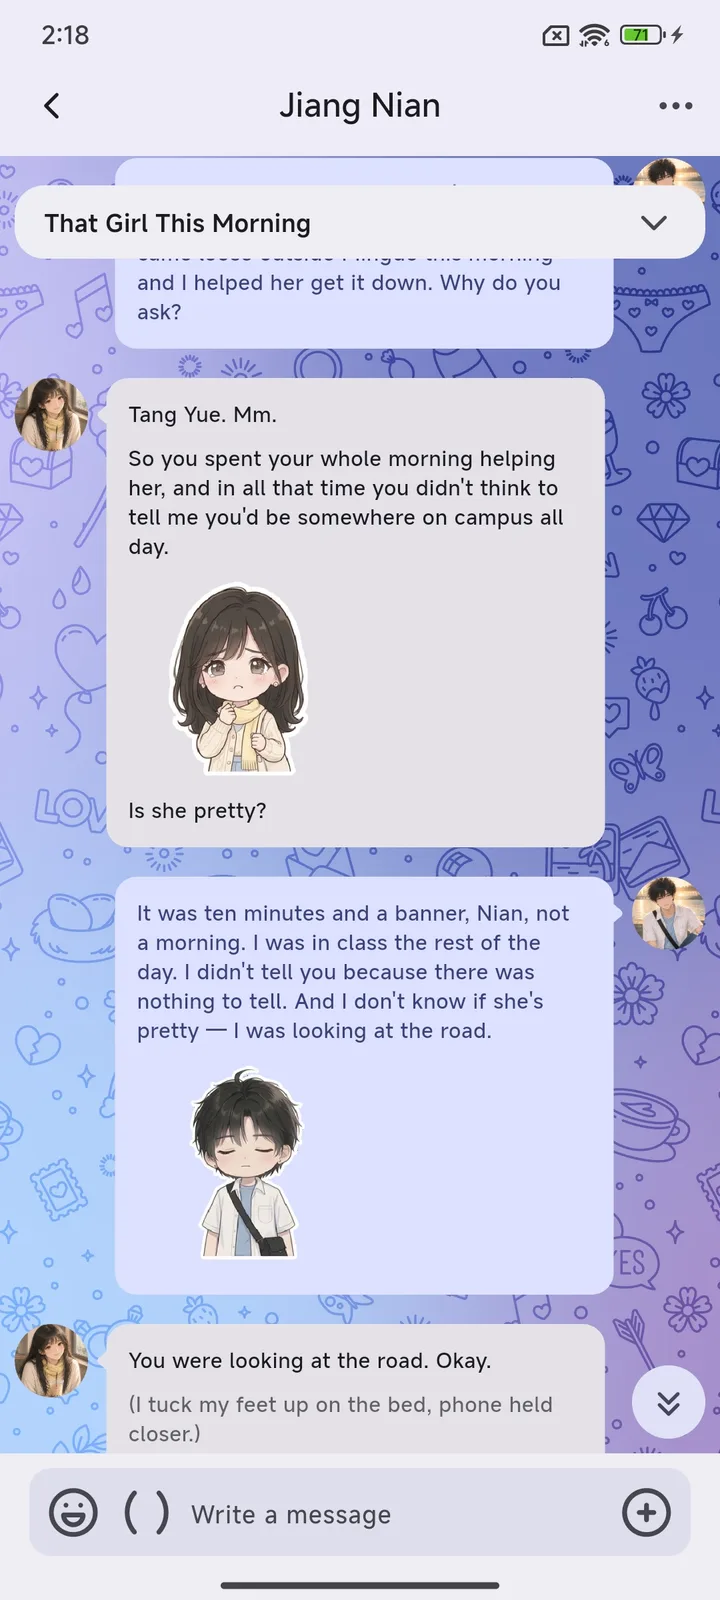 2:18
71
6
Jiang Nian
That Girl This Morning
and I helped her get it down. Why do you
ask?
Tang Yue. Mm.
So you spent your whole morning helping
her, and in all that time you didn't think to
tell me you'd be somewhere on campus all
day.
Is she pretty?
It was ten minutes and a banner, Nian, not
a morning. I was in class the rest of the
day. I didn't tell you because there was
nothing to tell. And I don't know if she's
pretty — I was looking at the road.
You were looking at the road. Okay.
(I tuck my feet up on the bed, phone held
closer.)
LOV
YES
( ) Write a message